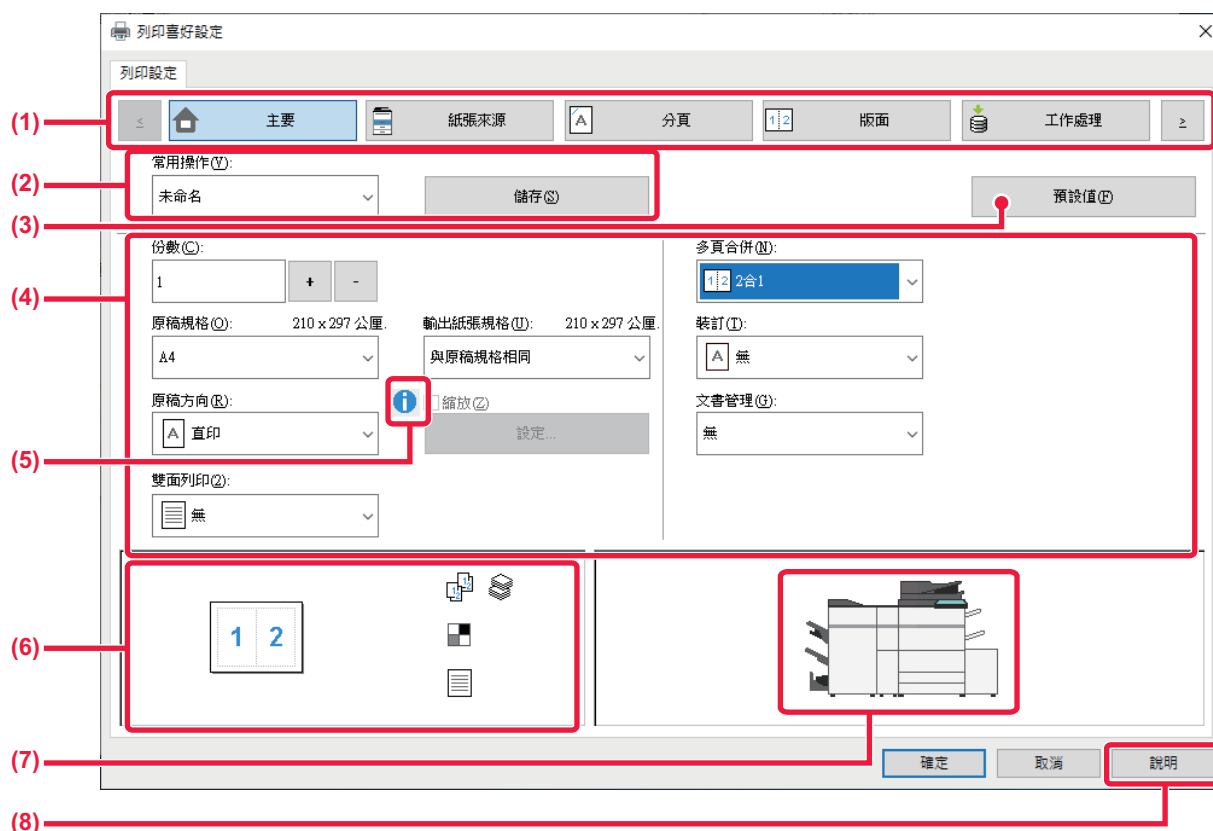 列印喜好設定
列印設定
(1)
主要
紙張來源
分頁
版面
工作處理
常用操作(V):
(2)
未命名
儲存(S)
預設值(F)
(3)
份數(C):
多頁合併(N):
(4)
1
+
-
1 2
2合1
原稿規格(O):
210 x 297 公厘.
輸出紙張規格(U):
210 x 297 公厘.
裝訂(T):
A4
與原稿規格相同
A
無
原稿方向(R):
縮放(Z)
文書管理(G):
A
直印
設定...
無
(5)
雙面列印(2):
無
1 2
(6)
(7)
確定
取消
說明
(8)